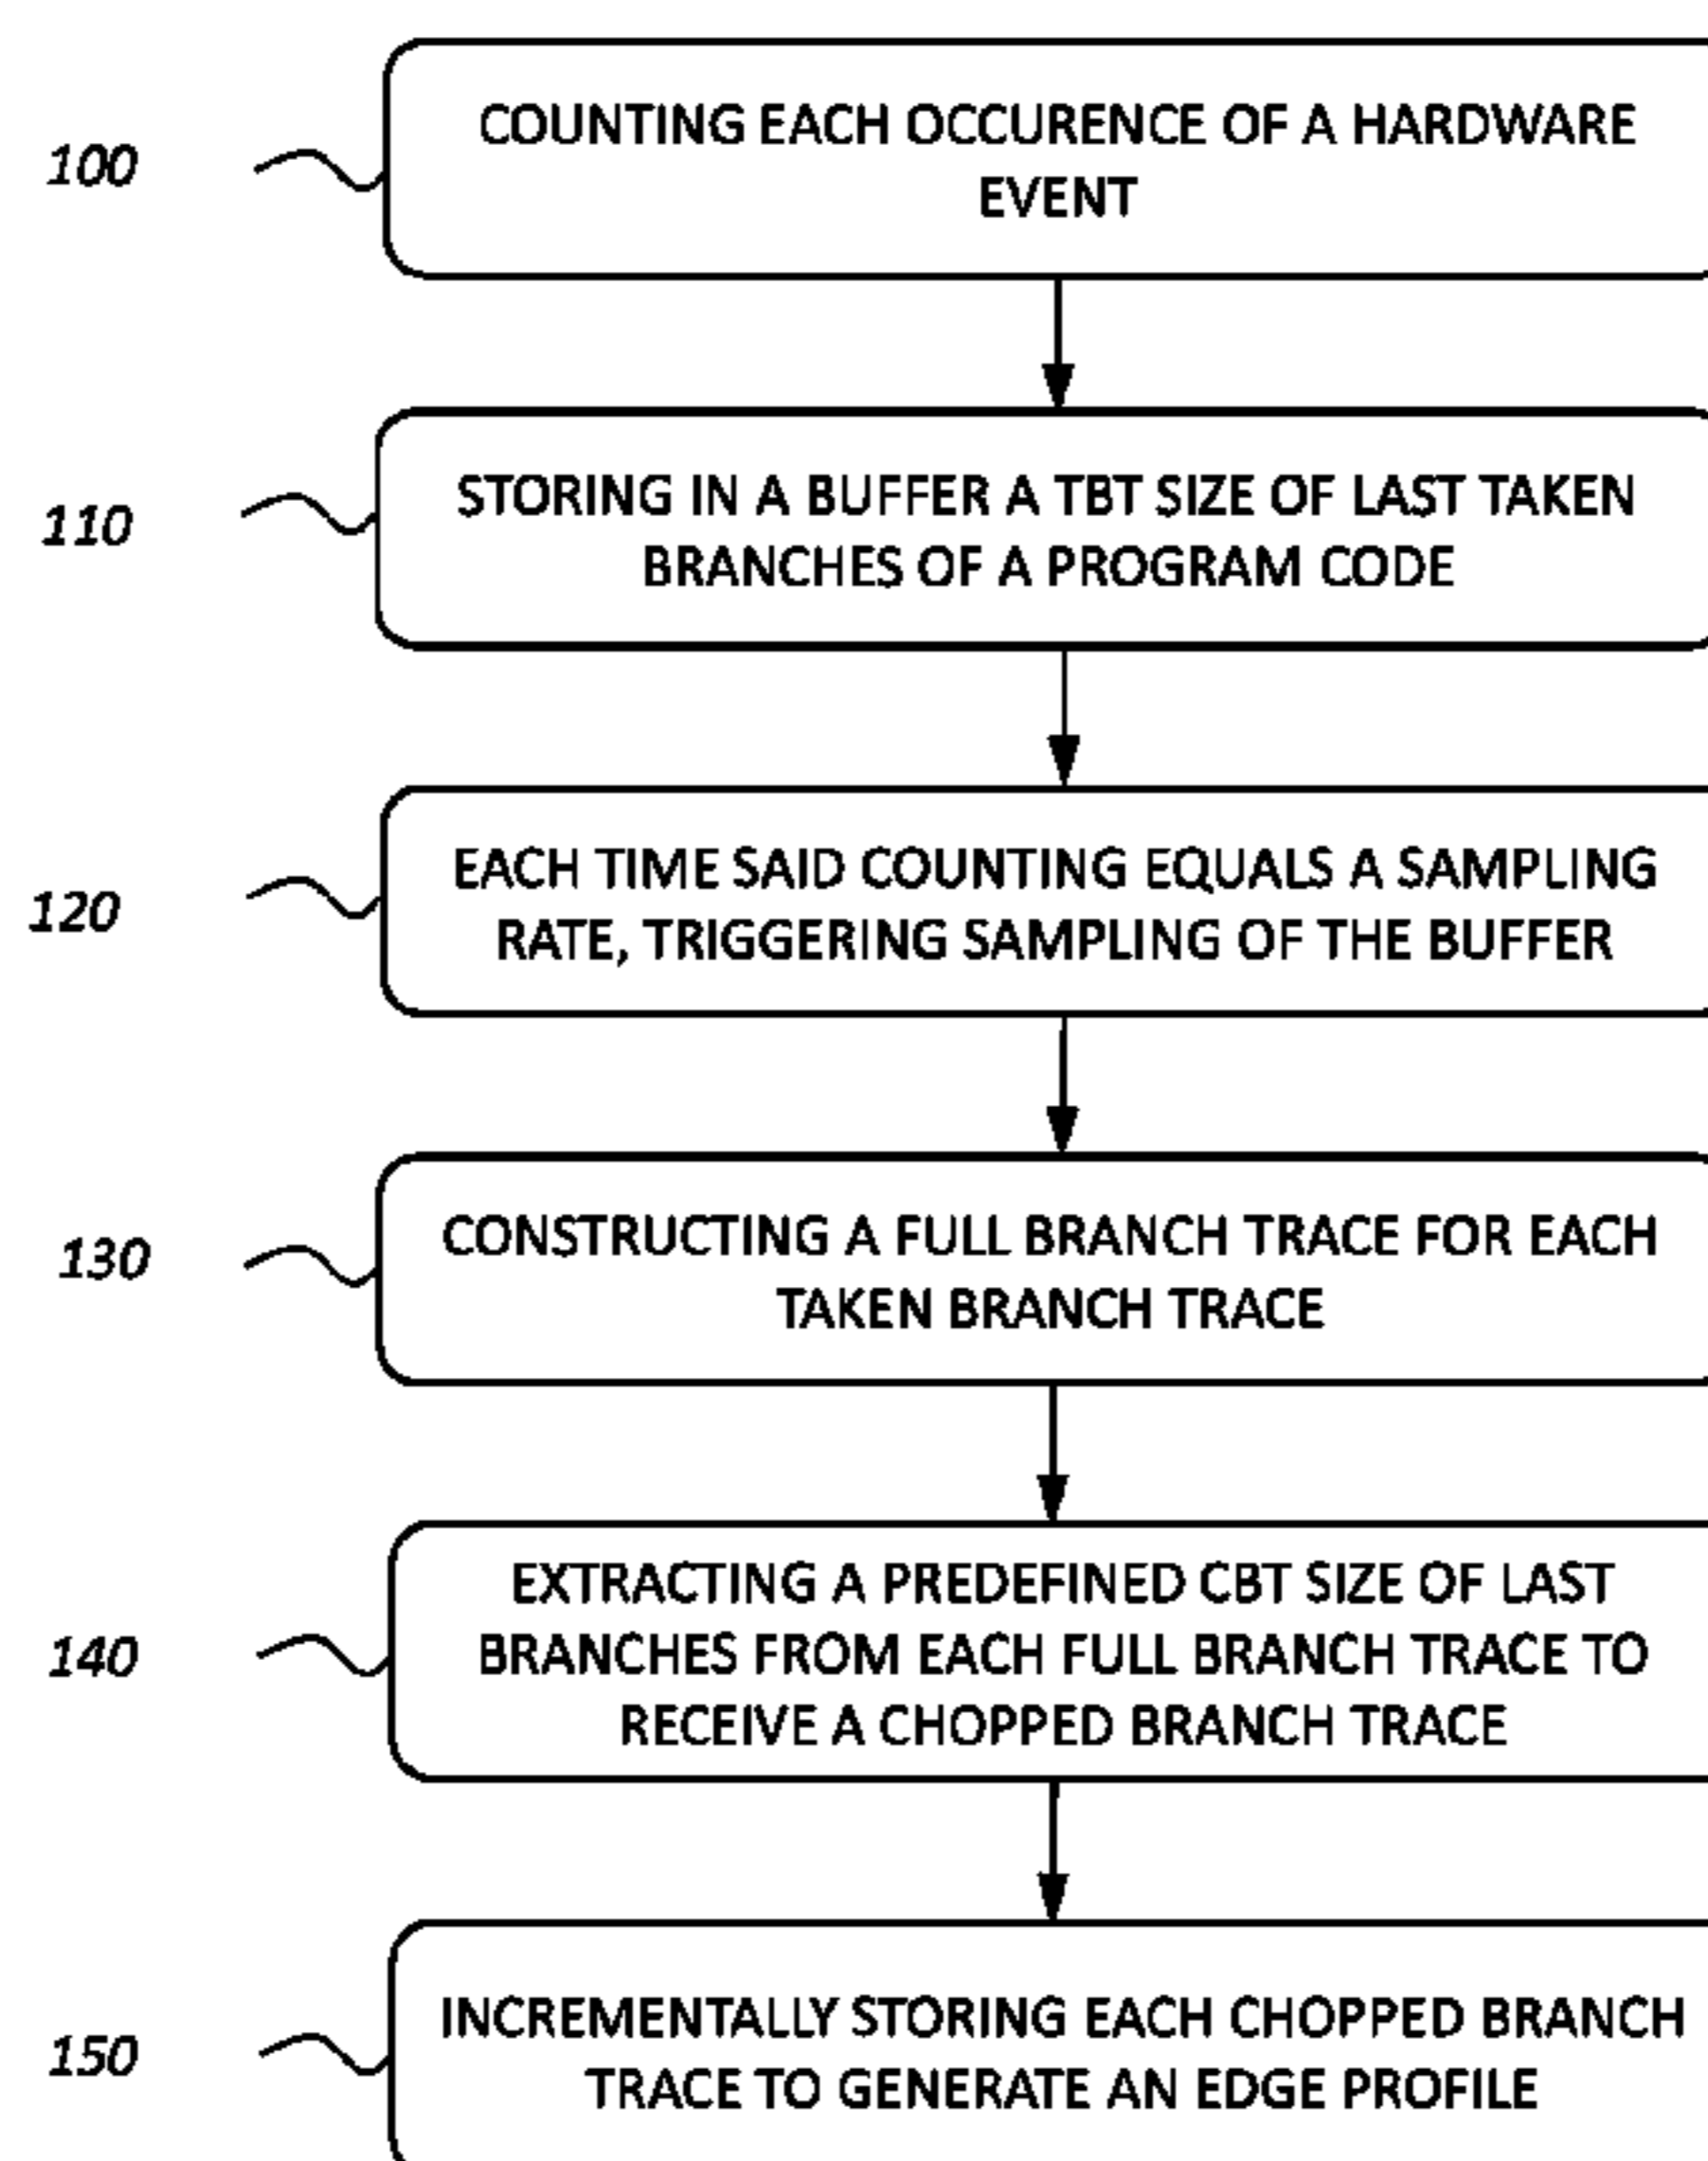 100
COUNTING EACH OCCURENCE OF A HARDWARE
EVENT
110
STORING IN A BUFFER A TBT SIZE OF LAST TAKEN
BRANCHES OF A PROGRAM CODE
120
EACH TIME SAID COUNTING EQUALS A SAMPLING
RATE, TRIGGERING SAMPLING OF THE BUFFER
130
CONSTRUCTING A FULL BRANCH TRACE FOR EACH
TAKEN BRANCH TRACE
140
EXTRACTING A PREDEFINED CBT SIZE OF LAST
BRANCHES FROM EACH FULL BRANCH TRACE TO
RECEIVE A CHOPPED BRANCH TRACE
150
INCREMENTALLY STORING EACH CHOPPED BRANCH
TRACE TO GENERATE AN EDGE PROFILE